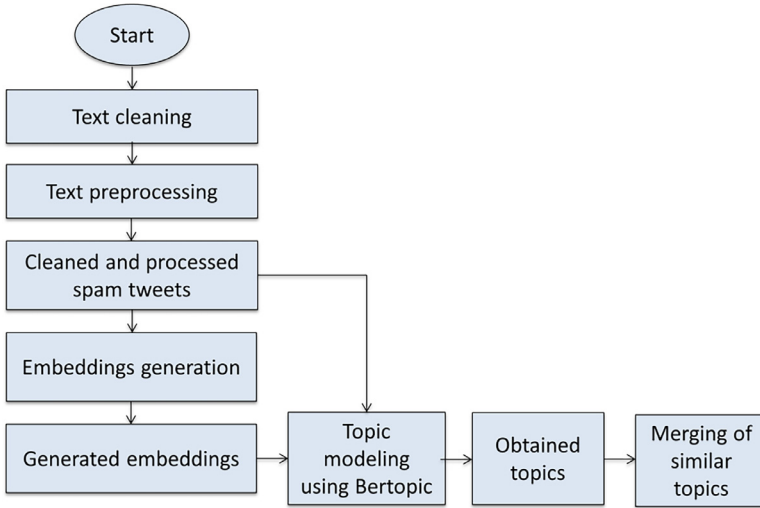 Start
Text cleaning
Text preprocessing
Cleaned and processed
spam tweets
Embeddings generation
Generated embeddings
Topic
modeling
using Bertopic
Obtained
topics
Merging of
similar
topics